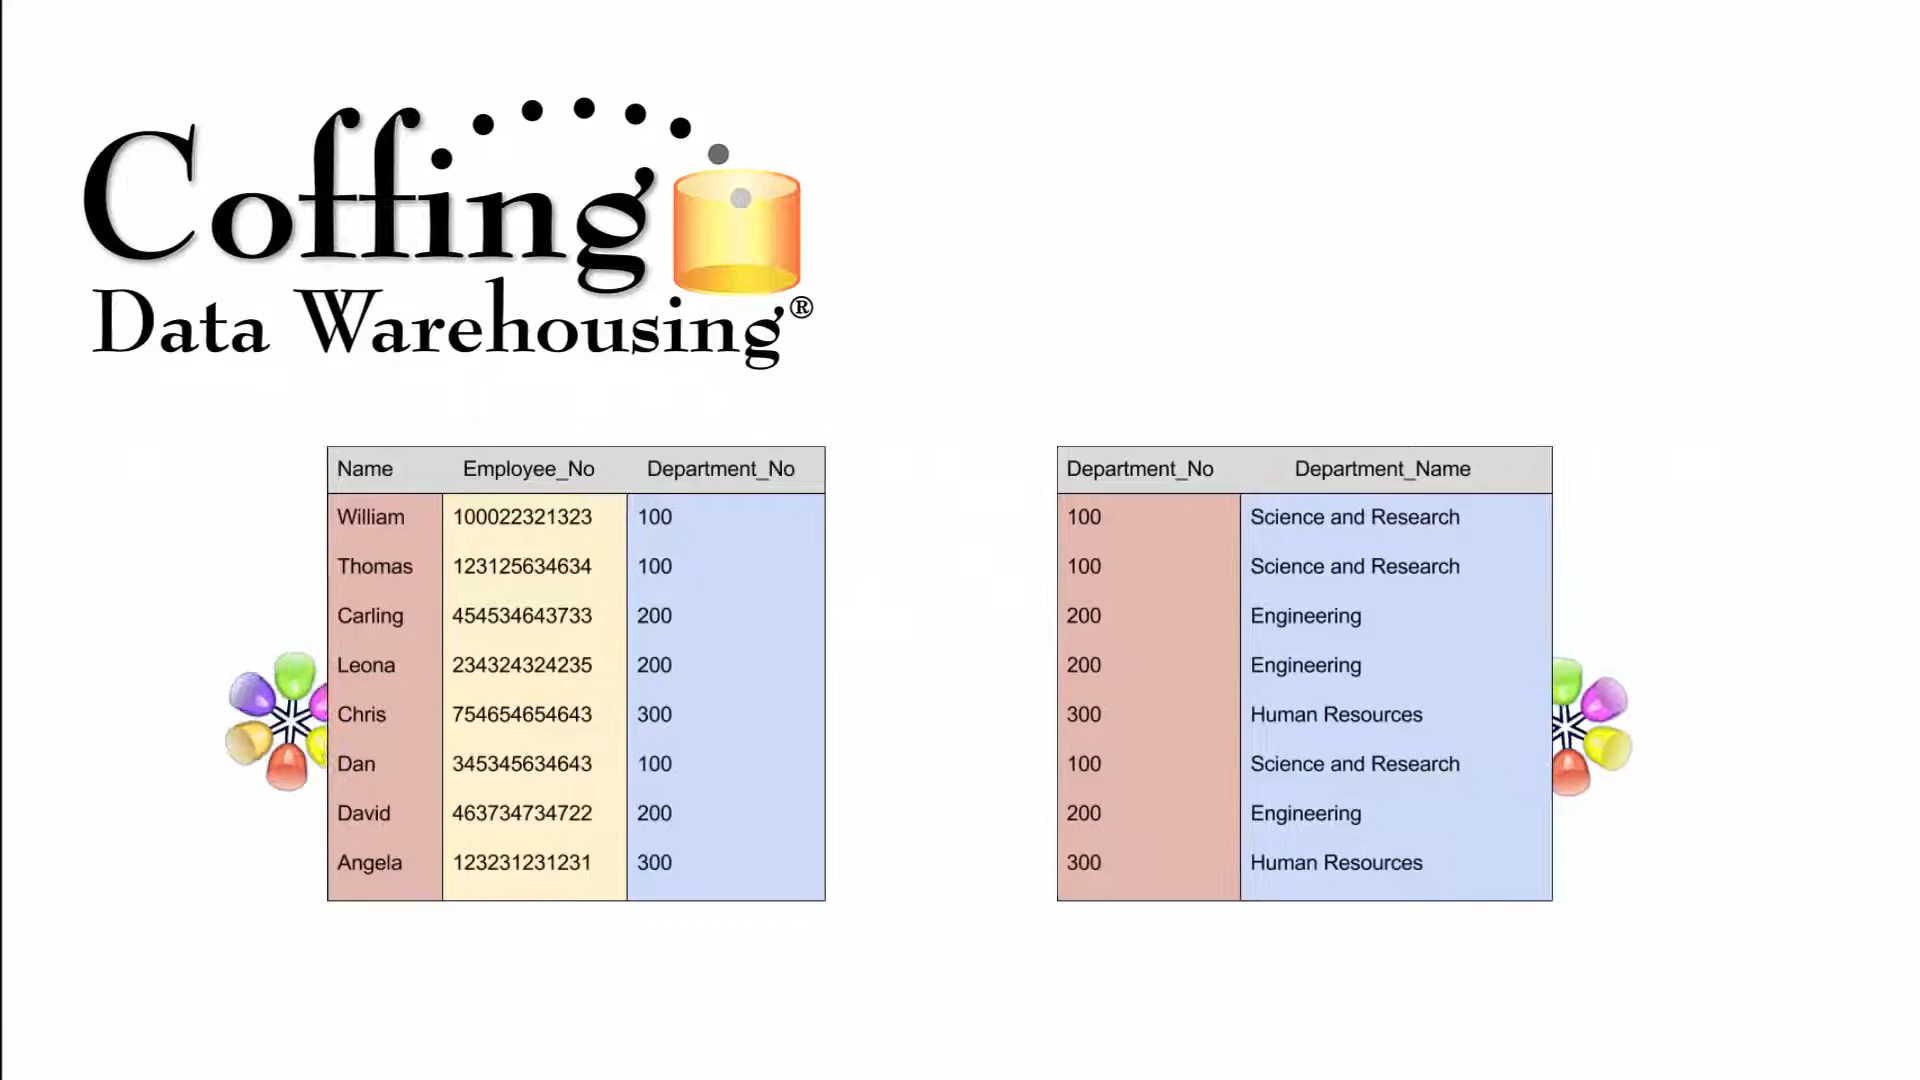 Coffing
Data Warehousing®
Name Employee_No Department_No
William 100022321323 100
Thomas 123125634634 100
Carling 454534643733 200
Leona 234324324235 200
Chris 754654654643 300
Dan 345345634643 100
David 463734734722 200
Angela 123231231231 300
Department_No Department_Name
100 Science and Research
100 Science and Research
200 Engineering
200 Engineering
300 Human Resources
100 Science and Research
200 Engineering
300 Human Resources